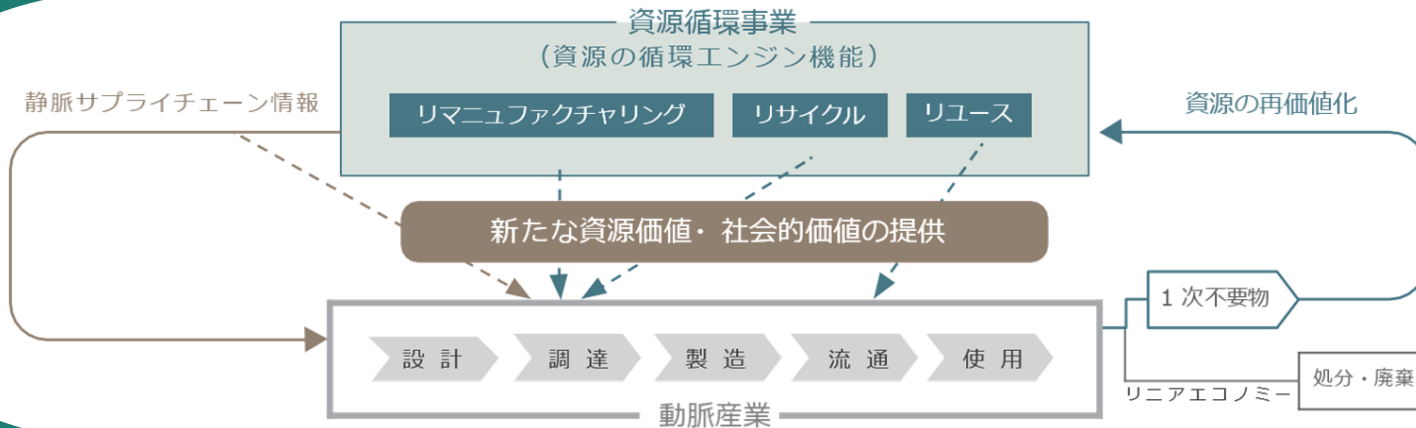 資源循環事業
（資源の循環エンジン機能）
静脈サプライチェーン情報
リマニュファクチャリング
リサイクル
リユース
資源の再価値化
新たな資源価値・社会的価値の提供
1次不要物
設計
調達
製造
流通
使用
処分・廃棄
リニアエコノミー
動脈産業